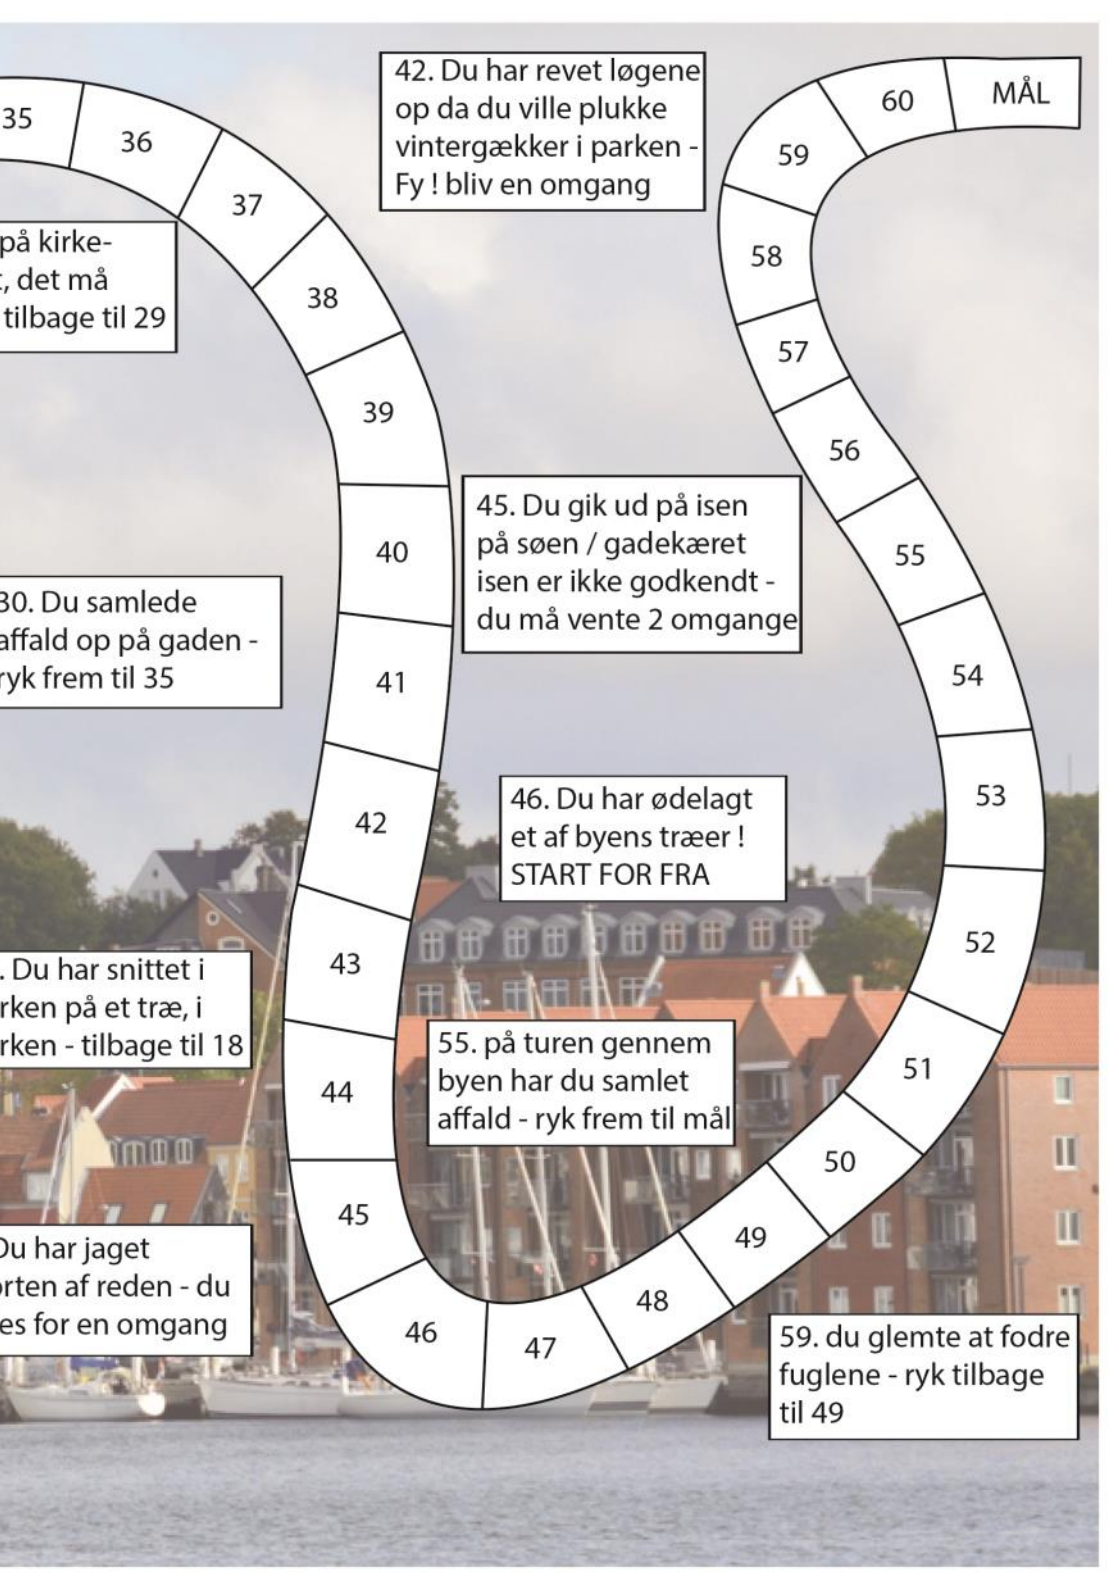 35
36
37
38
39
40
41
42
43
44
45
46
47
48
49
50
51
52
53
54
55
56
57
58
59
60
MÅL
42. Du har revet løgene
op da du ville plukke
vintergækker i parken -
Fy ! bliv en omgang
på kirke-
, det må
tilbage til 29
45. Du gik ud på isen
på søen / gadekæret
isen er ikke godkendt -
du må vente 2 omgange
30. Du samlede
affald op på gaden -
ryk frem til 35
46. Du har ødelagt
et af byens træer !
START FOR FRA
. Du har snittet i
rken på et træ, i
rken - tilbage til 18
55. på turen gennem
byen har du samlet
affald - ryk frem til mål
Du har jaget
orten af reden - du
es for en omgang
59. du glemte at fodre
fuglene - ryk tilbage
til 49